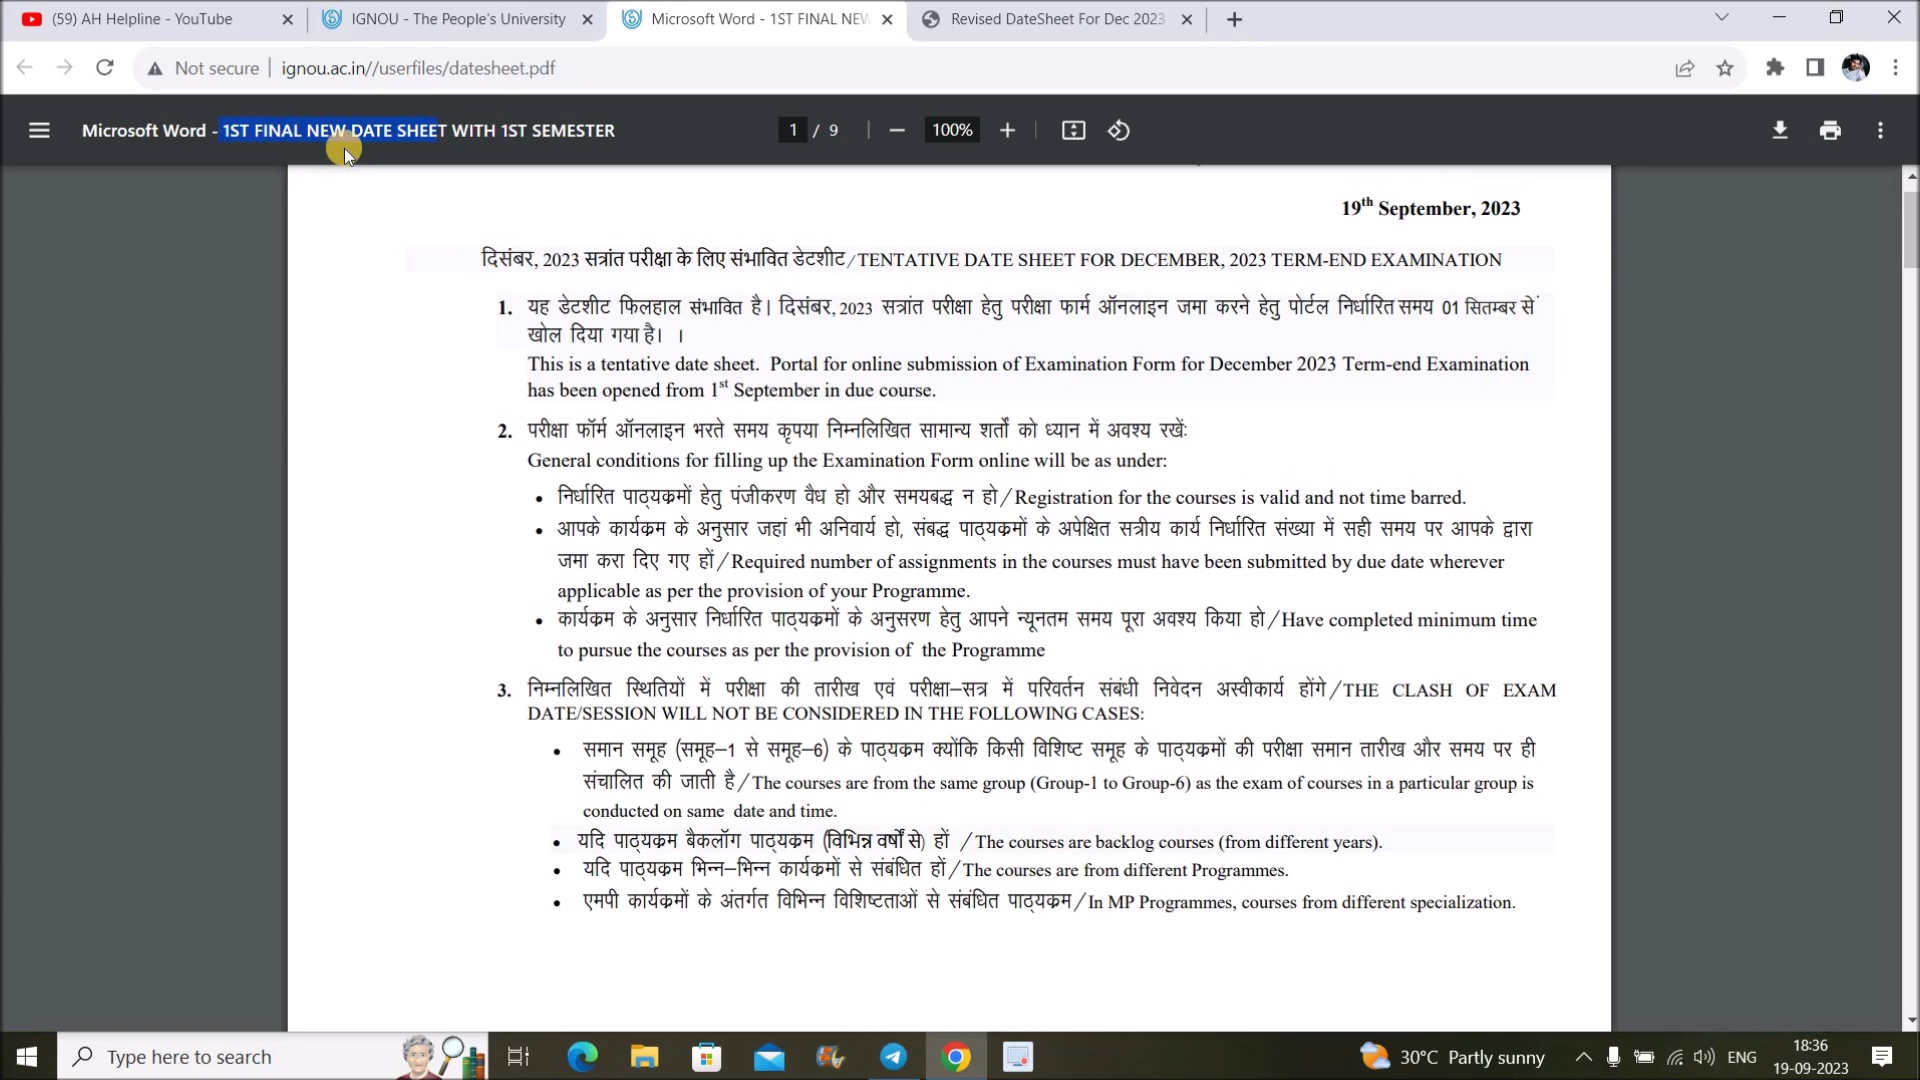 (59) AH Helpline - YouTube
IGNOU - The People's University
Microsoft Word - 1ST FINAL NEW
Revised DateSheet For Dec 2023
Not secure
ignou.ac.in//userfiles/datesheet.pdf
Microsoft Word - 1ST FINAL NEW DATE SHEET WITH 1ST SEMESTER
1 / 9
100%
19th September, 2023
दिसंबर, 2023 सत्रांत परीक्षा के लिए संभावित डेटशीट/TENTATIVE DATE SHEET FOR DECEMBER, 2023 TERM-END EXAMINATION
1. यह डेटशीट फिलहाल संभावित है। दिसंबर, 2023 सत्रांत परीक्षा हेतु परीक्षा फार्म ऑनलाइन जमा करने हेतु पोर्टल निर्धारित समय 01 सितम्बर से
खोल दिया गया है। ।
This is a tentative date sheet. Portal for online submission of Examination Form for December 2023 Term-end Examination
has been opened from 1st September in due course.
2. परीक्षा फॉर्म ऑनलाइन भरते समय कृपया निम्नलिखित सामान्य शर्तों को ध्यान में अवश्य रखेंः
General conditions for filling up the Examination Form online will be as under:
• निर्धारित पाठ्यक्रमों हेतु पंजीकरण वैध हो और समयबद्ध न हो/Registration for the courses is valid and not time barred.
• आपके कार्यक्रम के अनुसार जहां भी अनिवार्य हो, संबद्ध पाठ्यक्रमों के अपेक्षित सत्रीय कार्य निर्धारित संख्या में सही समय पर आपके द्वारा
जमा करा दिए गए हों/Required number of assignments in the courses must have been submitted by due date wherever
applicable as per the provision of your Programme.
• कार्यक्रम के अनुसार निर्धारित पाठ्यक्रमों के अनुसरण हेतु आपने न्यूनतम समय पूरा अवश्य किया हो/Have completed minimum time
to pursue the courses as per the provision of the Programme
3. निम्नलिखित स्थितियों में परीक्षा की तारीख एवं परीक्षा–सत्र में परिवर्तन संबंधी निवेदन अस्वीकार्य होंगे/THE CLASH OF EXAM
DATE/SESSION WILL NOT BE CONSIDERED IN THE FOLLOWING CASES:
• समान समूह (समूह–1 से समूह–6) के पाठ्यक्रम क्योंकि किसी विशिष्ट समूह के पाठ्यक्रमों की परीक्षा समान तारीख और समय पर ही
संचालित की जाती है/The courses are from the same group (Group-1 to Group-6) as the exam of courses in a particular group is
conducted on same date and time.
• यदि पाठ्यक्रम बैकलॉग पाठ्यक्रम (विभिन्न वर्षों से) हों /The courses are backlog courses (from different years).
• यदि पाठ्यक्रम भिन्न–भिन्न कार्यक्रमों से संबंधित हों/The courses are from different Programmes.
• एमपी कार्यक्रमों के अंतर्गत विभिन्न विशिष्टताओं से संबंधित पाठ्यक्रम/In MP Programmes, courses from different specialization.
Type here to search
30°C Partly sunny
ENG
18:36
19-09-2023